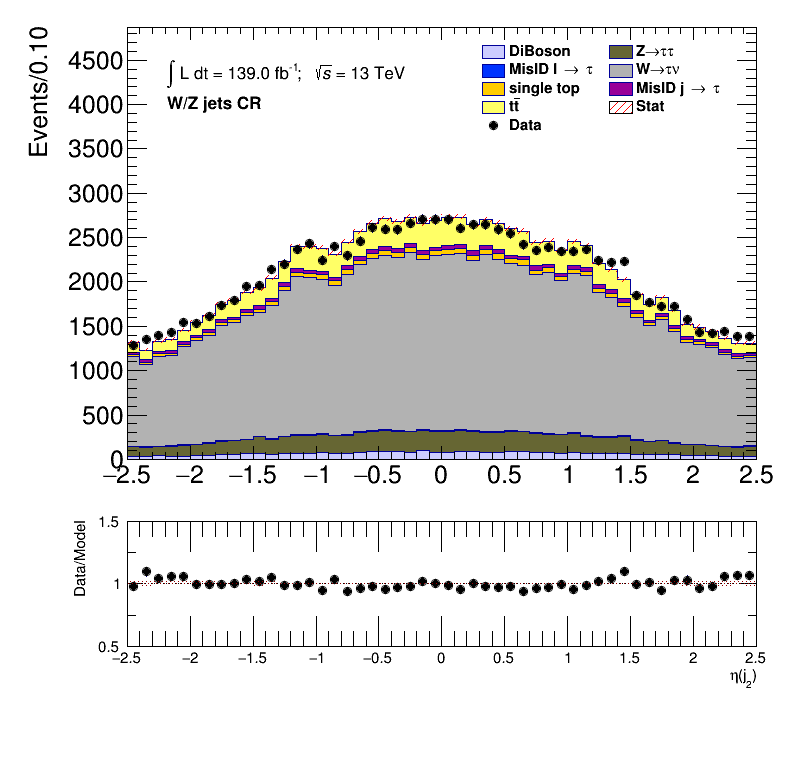 Events/0.10
4500
4000
3500
3000
2500
2000
1500
1000
500
0
∫ L dt = 139.0 fb⁻¹; √s = 13 TeV
W/Z jets CR
DiBoson Z→ττ
MisID l → τ W→τν
single top MisID j → τ
tt̄ Stat
Data
−2.5 −2 −1.5 −1 −0.5 0 0.5 1 1.5 2 2.5
Data/Model
1.5
1
0.5
−2.5 −2 −1.5 −1 −0.5 0 0.5 1 1.5 2 2.5
η(j₂)